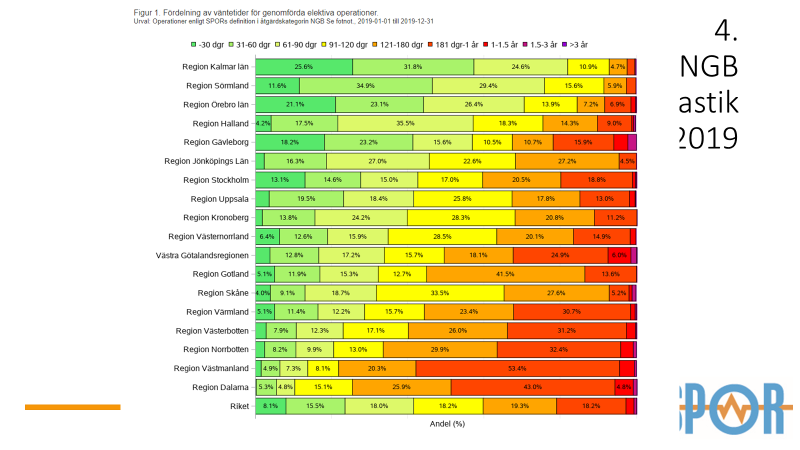 Figur 1. Fördelning av väntetider för genomförda elektiva operationer.
Urval: Operationer enligt SPORs definition i åtgärdskategorin NGB Se fotnot.. 2019-01-01 till 2019-12-31
-30 dgr 31-60 dgr 61-90 dgr 91-120 dgr 121-180 dgr 181 dgr-1 år 1-1.5 år 1.5-3 år >3 år
4.
NGB
astik
2019
Region Kalmar län 25.6% 31.8% 24.6% 10.9% 4.7%
Region Sörmland 11.6% 34.9% 29.4% 15.6% 5.9%
Region Örebro län 21.1% 23.1% 26.4% 13.9% 7.2% 6.9%
Region Halland 4.2% 17.5% 35.5% 18.3% 14.3% 9.0%
Region Gävleborg 18.2% 23.2% 15.6% 10.5% 10.7% 15.9%
Region Jönköpings Län 16.3% 27.0% 22.6% 27.2% 4.5%
Region Stockholm 13.1% 14.6% 15.0% 17.0% 20.5% 18.8%
Region Uppsala 19.5% 18.4% 25.8% 17.8% 13.0%
Region Kronoberg 13.8% 24.2% 28.3% 20.8% 11.2%
Region Västernorrland 6.4% 12.6% 15.9% 28.5% 20.1% 14.9%
Västra Götalandsregionen 12.8% 17.2% 15.7% 18.1% 24.9% 6.0%
Region Gotland 5.1% 11.9% 15.3% 12.7% 41.5% 13.6%
Region Skåne 4.0% 9.1% 18.7% 33.5% 27.6% 5.2%
Region Värmland 5.1% 11.4% 12.2% 15.7% 23.4% 30.7%
Region Västerbotten 7.9% 12.3% 17.1% 26.0% 31.2%
Region Norrbotten 8.2% 9.9% 13.0% 29.9% 32.4%
Region Västmanland 4.9% 7.3% 8.1% 20.3% 53.4%
Region Dalarna 5.3% 4.8% 15.1% 25.9% 43.0% 4.8%
Riket 8.1% 15.5% 18.0% 18.2% 19.3% 18.2%
Andel (%)
SPOR